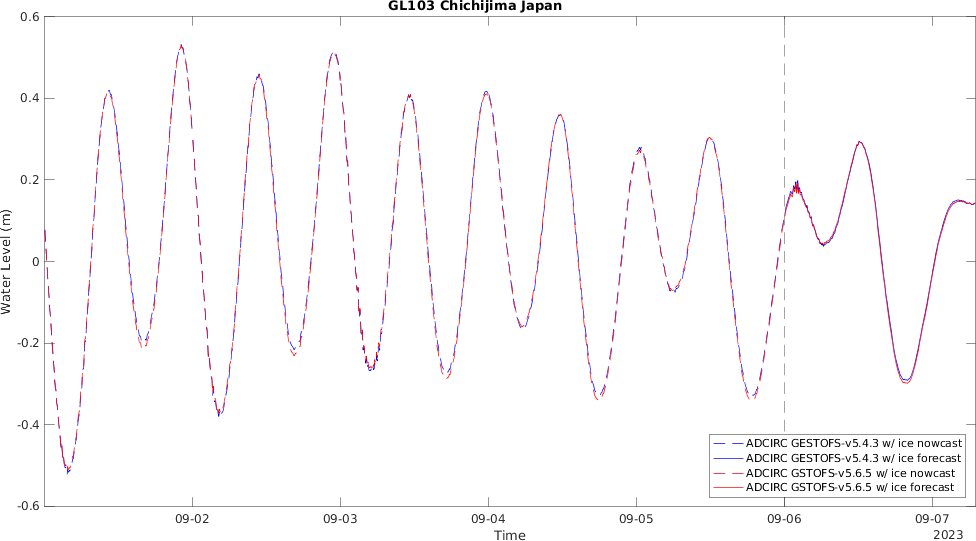 GL103 Chichijima Japan
0.6
0.4
0.2
0
-0.2
-0.4
-0.6
Water Level (m)
09-02
09-03
09-04
09-05
09-06
09-07
Time
2023
ADCIRC GESTOFS-v5.4.3 w/ ice nowcast
ADCIRC GESTOFS-v5.4.3 w/ ice forecast
ADCIRC GSTOFS-v5.6.5 w/ ice nowcast
ADCIRC GSTOFS-v5.6.5 w/ ice forecast